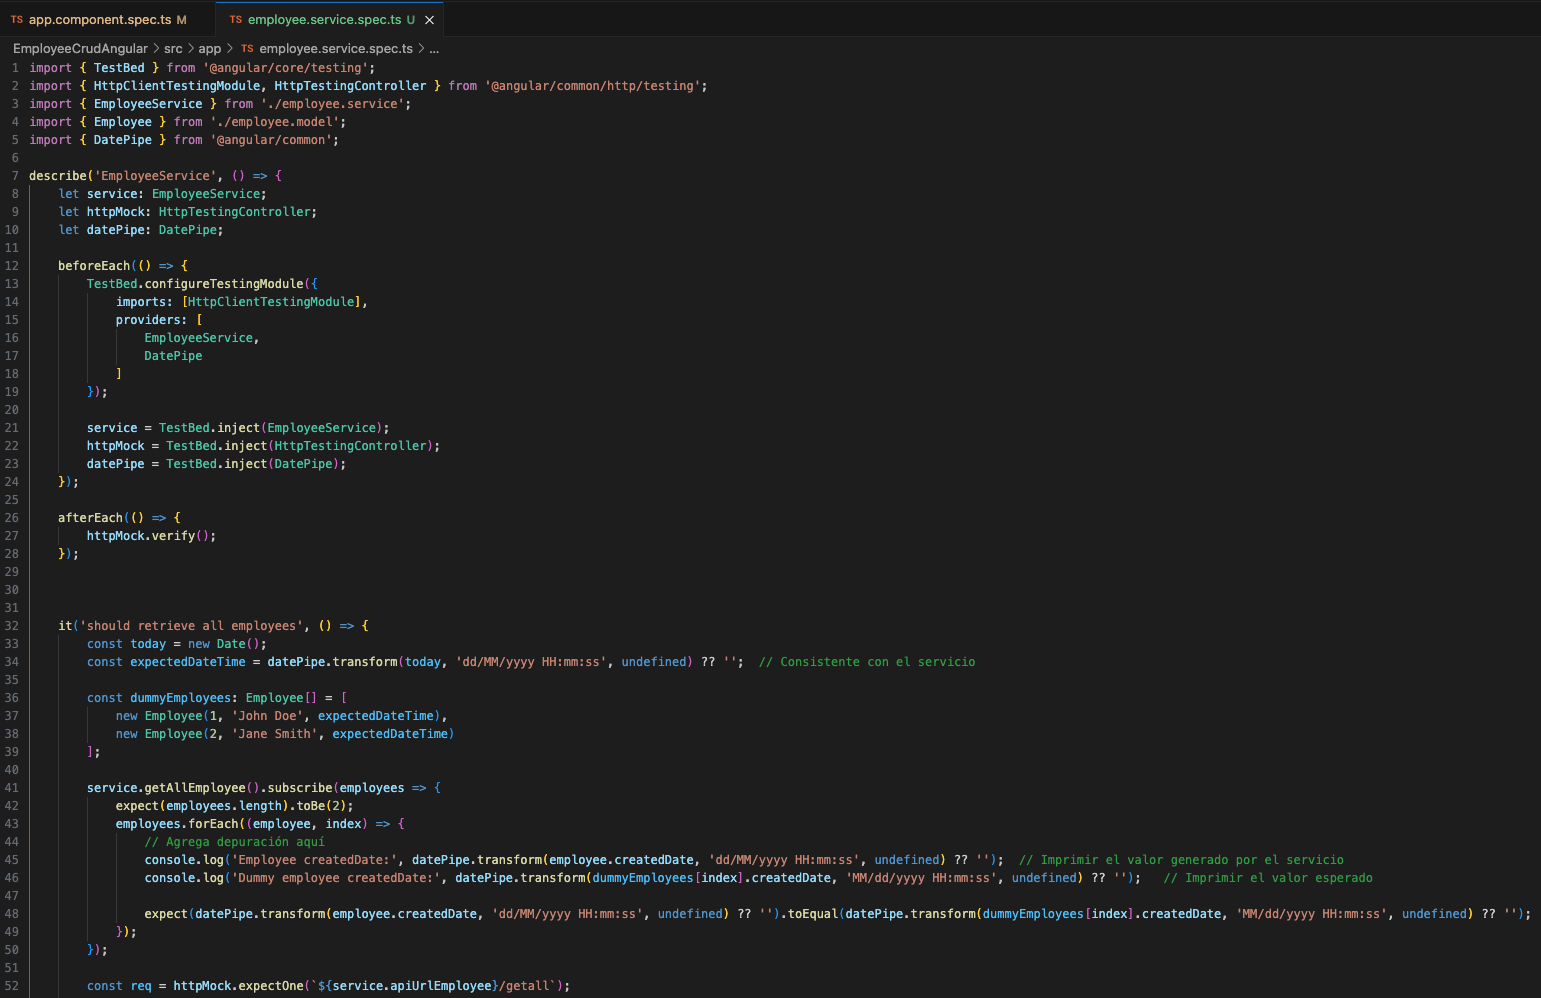 TS app.component.spec.ts M
TS employee.service.spec.ts U ×
EmployeeCrudAngular > src > app > TS employee.service.spec.ts > ...
1 import { TestBed } from '@angular/core/testing';
2 import { HttpClientTestingModule, HttpTestingController } from '@angular/common/http/testing';
3 import { EmployeeService } from './employee.service';
4 import { Employee } from './employee.model';
5 import { DatePipe } from '@angular/common';
6
7 describe('EmployeeService', () => {
8     let service: EmployeeService;
9     let httpMock: HttpTestingController;
10     let datePipe: DatePipe;
11
12     beforeEach(() => {
13         TestBed.configureTestingModule({
14             imports: [HttpClientTestingModule],
15             providers: [
16                 EmployeeService,
17                 DatePipe
18             ]
19         });
20
21         service = TestBed.inject(EmployeeService);
22         httpMock = TestBed.inject(HttpTestingController);
23         datePipe = TestBed.inject(DatePipe);
24     });
25
26     afterEach(() => {
27         httpMock.verify();
28     });
29
30
31
32     it('should retrieve all employees', () => {
33         const today = new Date();
34         const expectedDateTime = datePipe.transform(today, 'dd/MM/yyyy HH:mm:ss', undefined) ?? '';  // Consistente con el servicio
35
36         const dummyEmployees: Employee[] = [
37             new Employee(1, 'John Doe', expectedDateTime),
38             new Employee(2, 'Jane Smith', expectedDateTime)
39         ];
40
41         service.getAllEmployee().subscribe(employees => {
42             expect(employees.length).toBe(2);
43             employees.forEach((employee, index) => {
44                 // Agrega depuración aquí
45                 console.log('Employee createdDate:', datePipe.transform(employee.createdDate, 'dd/MM/yyyy HH:mm:ss', undefined) ?? '');  // Imprimir el valor generado por el servicio
46                 console.log('Dummy employee createdDate:', datePipe.transform(dummyEmployees[index].createdDate, 'MM/dd/yyyy HH:mm:ss', undefined) ?? '');   // Imprimir el valor esperado
47
48                 expect(datePipe.transform(employee.createdDate, 'dd/MM/yyyy HH:mm:ss', undefined) ?? '').toEqual(datePipe.transform(dummyEmployees[index].createdDate, 'MM/dd/yyyy HH:mm:ss', undefined) ?? '');
49             });
50         });
51
52         const req = httpMock.expectOne(`${service.apiUrlEmployee}/getall`);